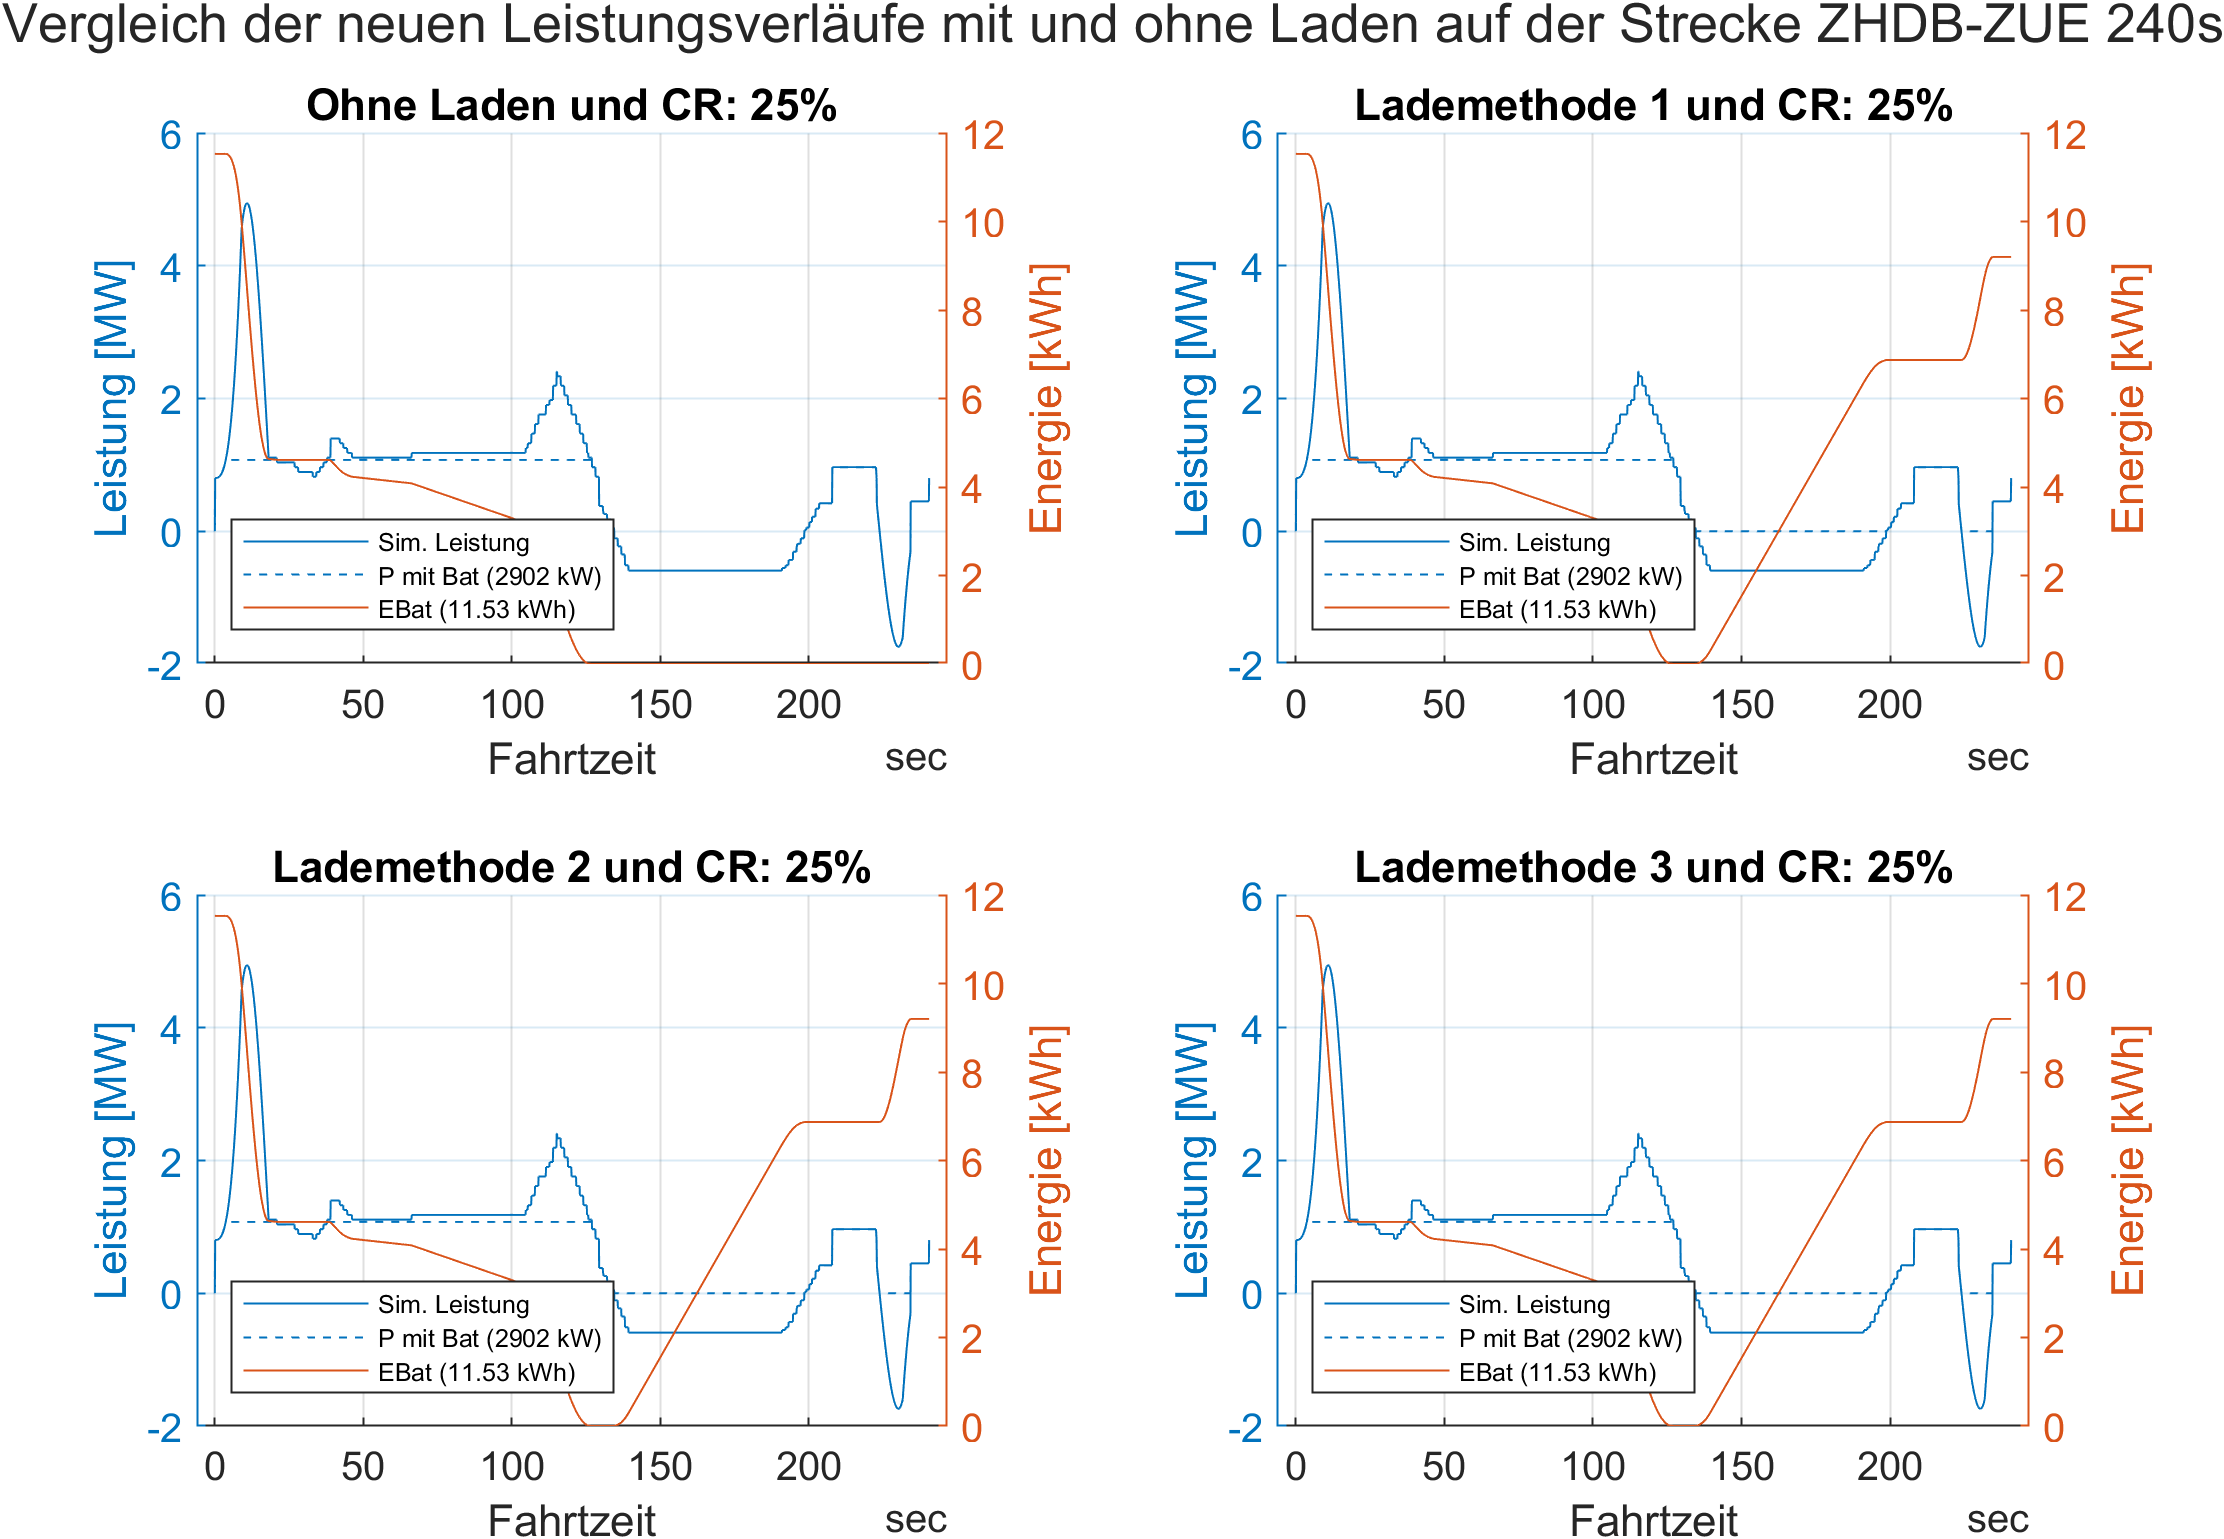 Vergleich der neuen Leistungsverläufe mit und ohne Laden auf der Strecke ZHDB-ZUE 240s
Ohne Laden und CR: 25%
6
4
2
0
-2
Leistung [MW]
12
10
8
6
4
2
0
Energie [kWh]
Sim. Leistung
P mit Bat (2902 kW)
EBat (11.53 kWh)
0 50 100 150 200
Fahrtzeit sec
Lademethode 1 und CR: 25%
6
4
2
0
-2
Leistung [MW]
12
10
8
6
4
2
0
Energie [kWh]
Sim. Leistung
P mit Bat (2902 kW)
EBat (11.53 kWh)
0 50 100 150 200
Fahrtzeit sec
Lademethode 2 und CR: 25%
6
4
2
0
-2
Leistung [MW]
12
10
8
6
4
2
0
Energie [kWh]
Sim. Leistung
P mit Bat (2902 kW)
EBat (11.53 kWh)
0 50 100 150 200
Fahrtzeit sec
Lademethode 3 und CR: 25%
6
4
2
0
-2
Leistung [MW]
12
10
8
6
4
2
0
Energie [kWh]
Sim. Leistung
P mit Bat (2902 kW)
EBat (11.53 kWh)
0 50 100 150 200
Fahrtzeit sec